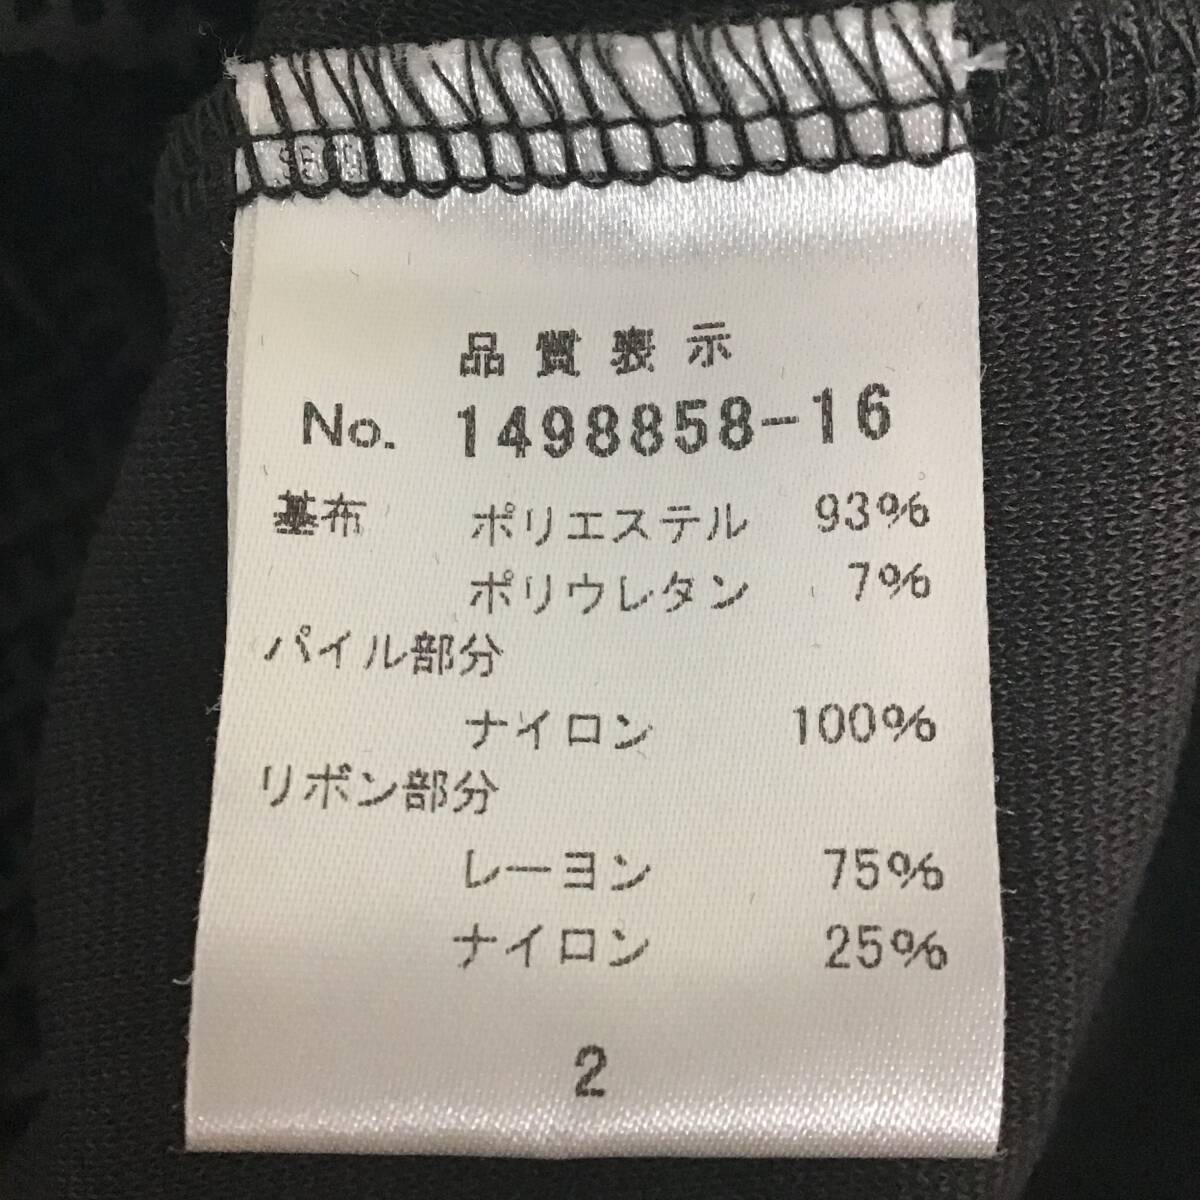 品質表示
No. 1498858-16
基布 ポリエステル 93%
ポリウレタン 7%
パイル部分
ナイロン 100%
リボン部分
レーヨン 75%
ナイロン 25%
2